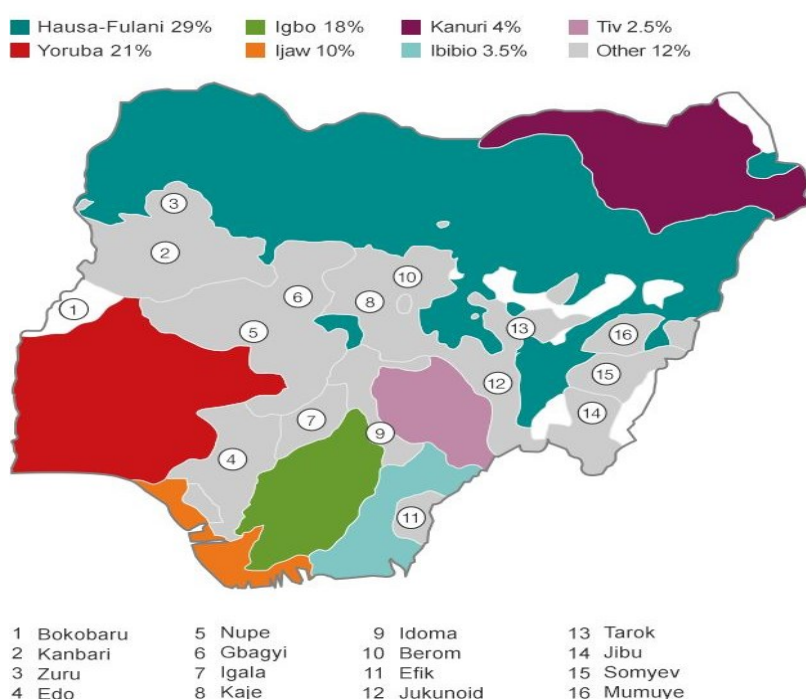 Hausa-Fulani 29% Igbo 18% Kanuri 4% Tiv 2.5%
Yoruba 21% Ijaw 10% Ibibio 3.5% Other 12%
3
2
10
6
8
1
5
13
16
15
12
14
7
9
4
11
1 Bokobaru 5 Nupe 9 Idoma 13 Tarok
2 Kanbari 6 Gbagyi 10 Berom 14 Jibu
3 Zuru 7 Igala 11 Efik 15 Somyev
4 Edo 8 Kaje 12 Jukunoid 16 Mumuye